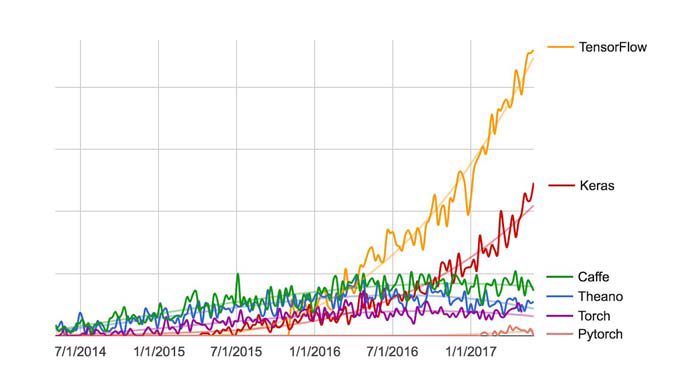 TensorFlow
Keras
Caffe
Theano
Torch
Pytorch
7/1/2014 1/1/2015 7/1/2015 1/1/2016 7/1/2016 1/1/2017